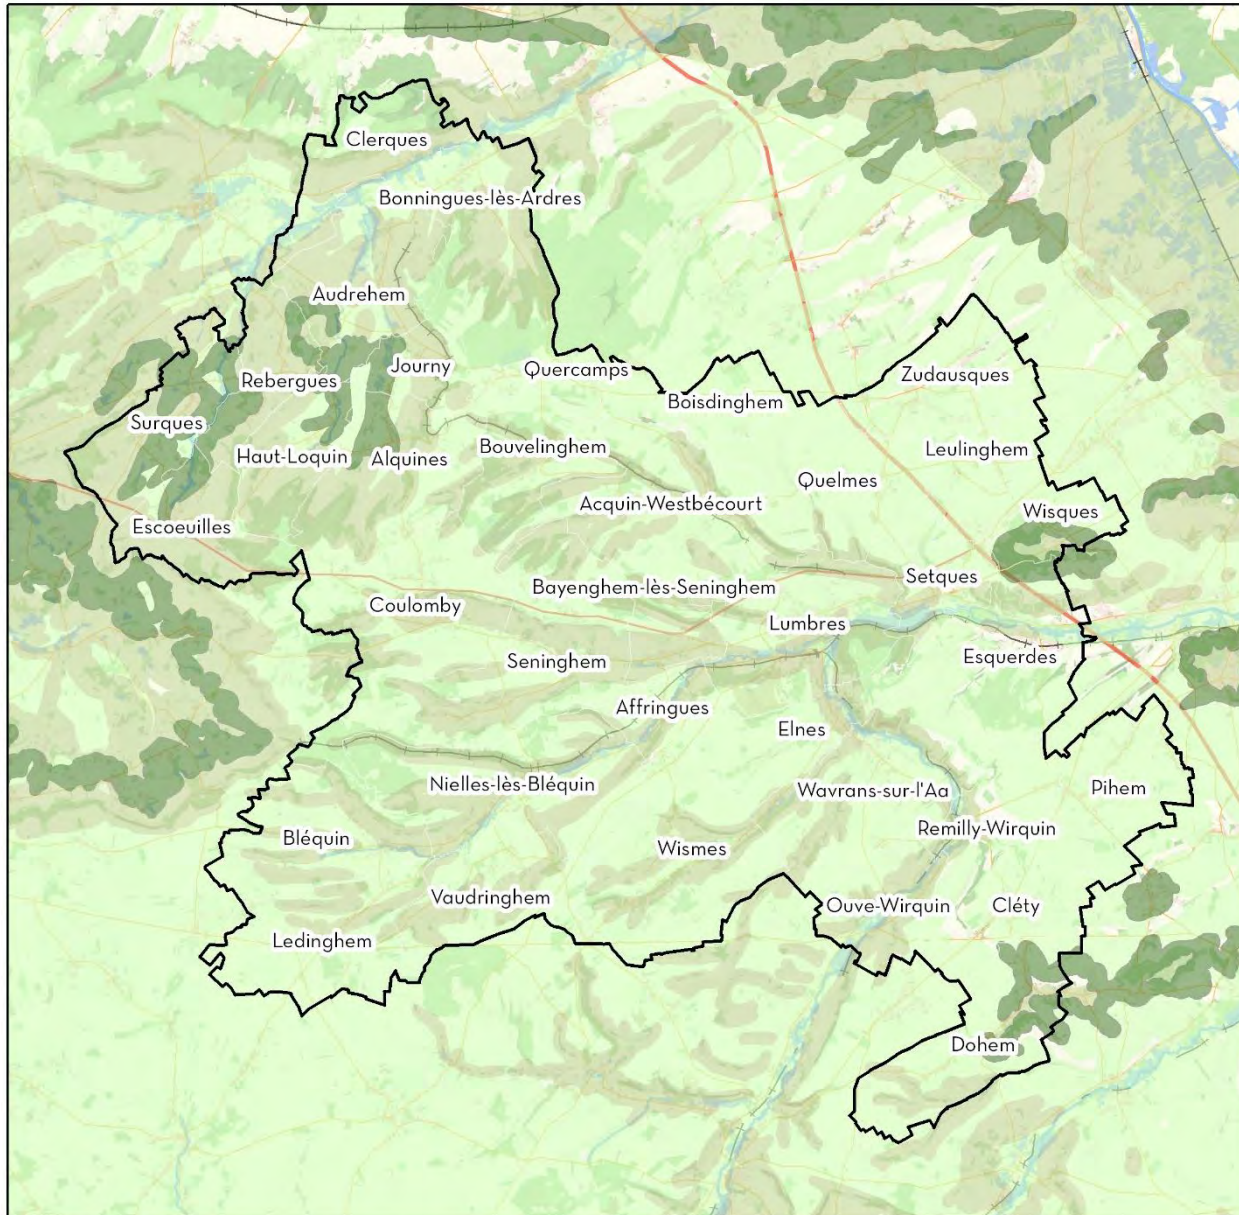 Clerques
Bonningues-lès-Ardres
Audrehem
Journy
Quercamps
Zudausques
Rebergues
Boisdinghem
Surques
Bouvelinghem
Leulinghem
Haut-Loquin
Alquines
Quelmes
Acquin-Westbécourt
Wisques
Escoeuilles
Setques
Bayenghem-lès-Seninghem
Coulomby
Lumbres
Esquerdes
Seninghem
Affringues
Elnes
Nielles-lès-Bléquin
Wavrans-sur-l'Aa
Pihem
Remilly-Wirquin
Bléquin
Wismes
Vaudringhem
Ouve-Wirquin
Cléty
Ledinghem
Dohem